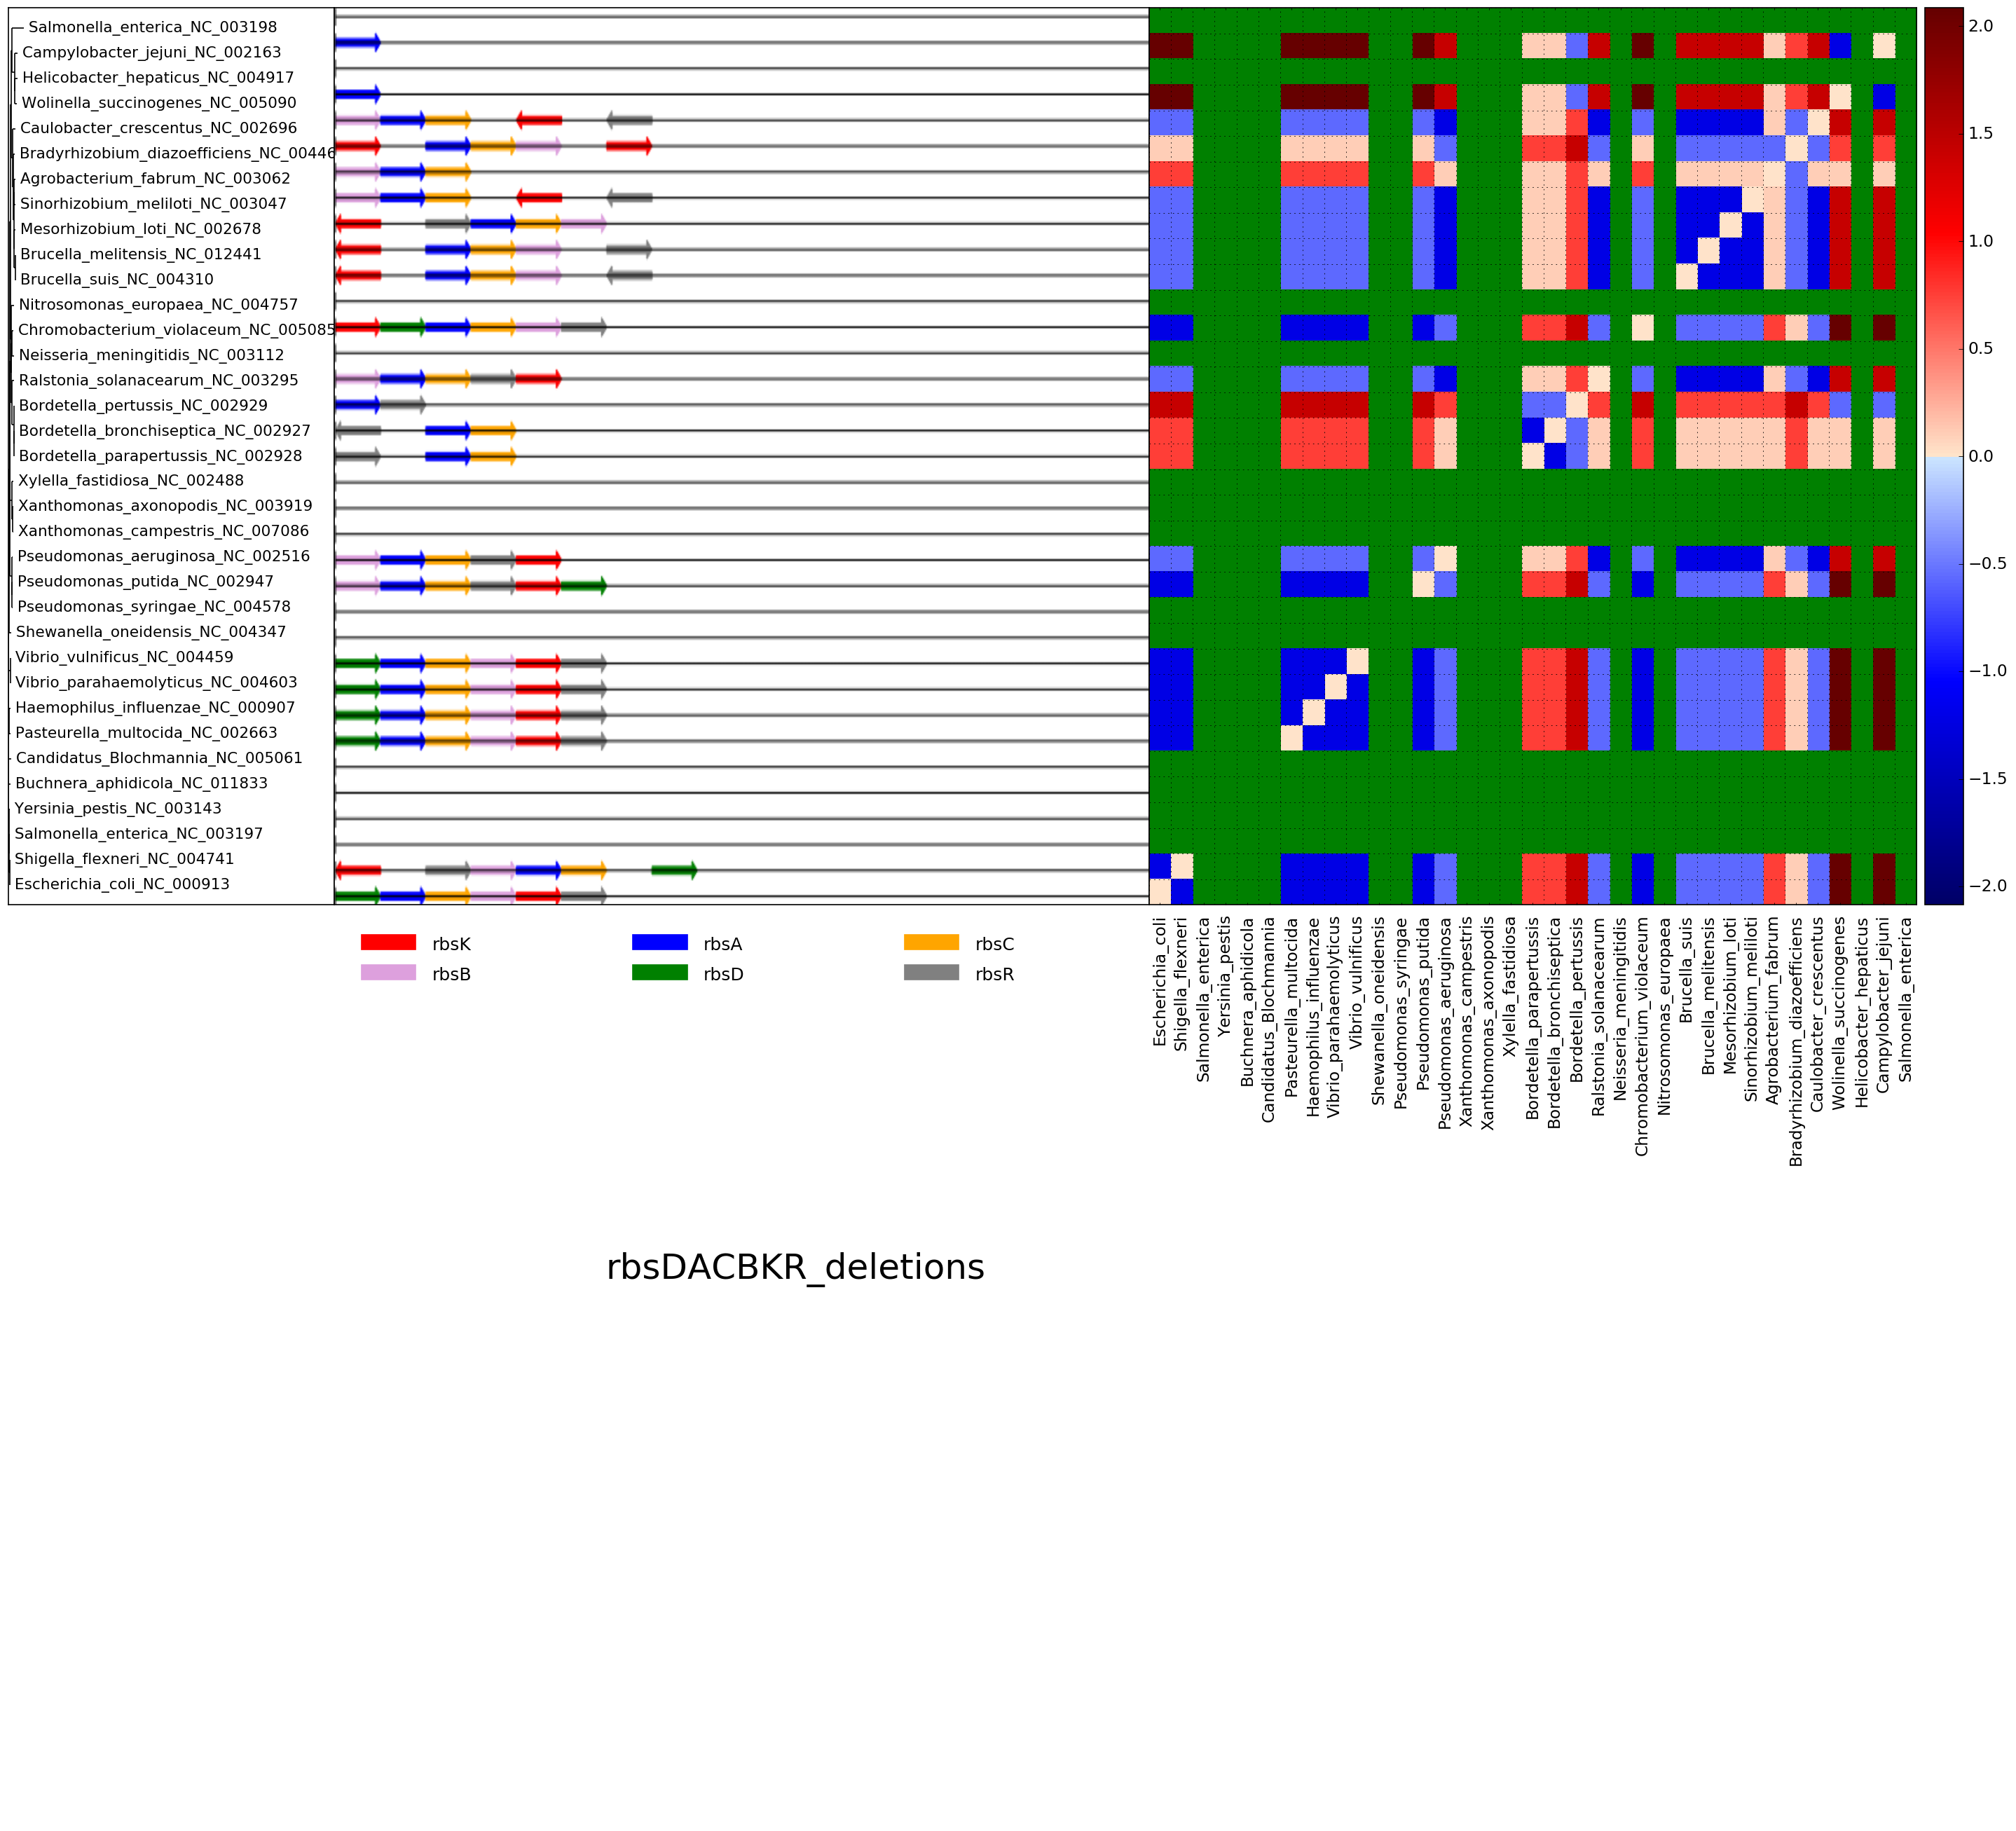 Salmonella_enterica_NC_003198
Campylobacter_jejuni_NC_002163
Helicobacter_hepaticus_NC_004917
Wolinella_succinogenes_NC_005090
Caulobacter_crescentus_NC_002696
Bradyrhizobium_diazoefficiens_NC_00446
Agrobacterium_fabrum_NC_003062
Sinorhizobium_meliloti_NC_003047
Mesorhizobium_loti_NC_002678
Brucella_melitensis_NC_012441
Brucella_suis_NC_004310
Nitrosomonas_europaea_NC_004757
Chromobacterium_violaceum_NC_005085
Neisseria_meningitidis_NC_003112
Ralstonia_solanacearum_NC_003295
Bordetella_pertussis_NC_002929
Bordetella_bronchiseptica_NC_002927
Bordetella_parapertussis_NC_002928
Xylella_fastidiosa_NC_002488
Xanthomonas_axonopodis_NC_003919
Xanthomonas_campestris_NC_007086
Pseudomonas_aeruginosa_NC_002516
Pseudomonas_putida_NC_002947
Pseudomonas_syringae_NC_004578
Shewanella_oneidensis_NC_004347
Vibrio_vulnificus_NC_004459
Vibrio_parahaemolyticus_NC_004603
Haemophilus_influenzae_NC_000907
Pasteurella_multocida_NC_002663
Candidatus_Blochmannia_NC_005061
Buchnera_aphidicola_NC_011833
Yersinia_pestis_NC_003143
Salmonella_enterica_NC_003197
Shigella_flexneri_NC_004741
Escherichia_coli_NC_000913
2.0
1.5
1.0
0.5
0.0
−0.5
−1.0
−1.5
−2.0
rbsK rbsA rbsC
rbsB rbsD rbsR
Escherichia_coli
Shigella_flexneri
Salmonella_enterica
Yersinia_pestis
Buchnera_aphidicola
Candidatus_Blochmannia
Pasteurella_multocida
Haemophilus_influenzae
Vibrio_parahaemolyticus
Vibrio_vulnificus
Shewanella_oneidensis
Pseudomonas_syringae
Pseudomonas_putida
Pseudomonas_aeruginosa
Xanthomonas_campestris
Xanthomonas_axonopodis
Xylella_fastidiosa
Bordetella_parapertussis
Bordetella_bronchiseptica
Bordetella_pertussis
Ralstonia_solanacearum
Neisseria_meningitidis
Chromobacterium_violaceum
Nitrosomonas_europaea
Brucella_suis
Brucella_melitensis
Mesorhizobium_loti
Sinorhizobium_meliloti
Agrobacterium_fabrum
Bradyrhizobium_diazoefficiens
Caulobacter_crescentus
Wolinella_succinogenes
Helicobacter_hepaticus
Campylobacter_jejuni
Salmonella_enterica
rbsDACBKR_deletions